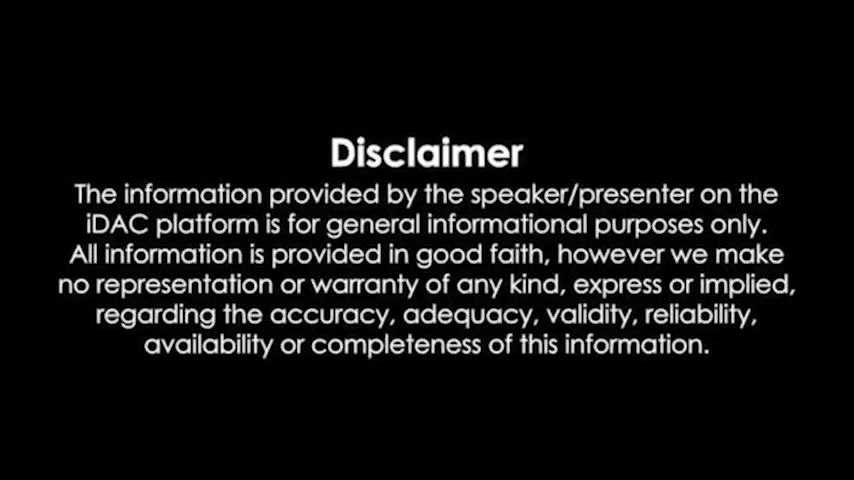 Disclaimer
The information provided by the speaker/presenter on the
iDAC platform is for general informational purposes only.
All information is provided in good faith, however we make
no representation or warranty of any kind, express or implied,
regarding the accuracy, adequacy, validity, reliability,
availability or completeness of this information.